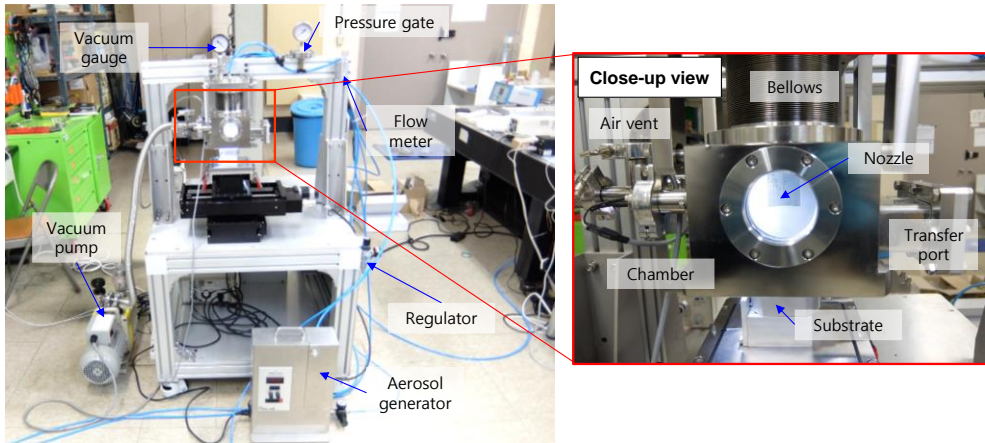 Vacuum
gauge
Pressure gate
Flow
meter
Vacuum
pump
Regulator
Aerosol
generator
Close-up view
Bellows
Air vent
Nozzle
Transfer
port
Chamber
Substrate